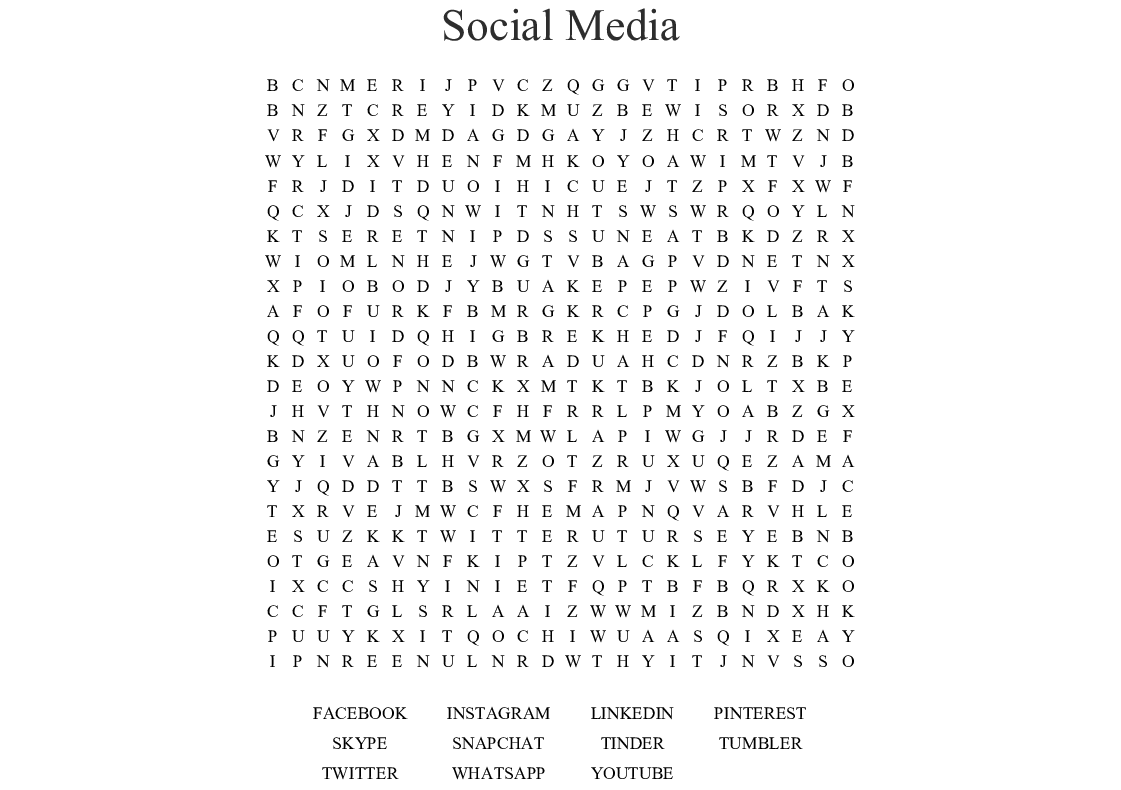 Social Media
B C N M E R I J P V C Z Q G G V T I P R B H F O
B N Z T C R E Y I D K M U Z B E W I S O R X D B
V R F G X D M D A G D G A Y J Z H C R T W Z N D
W Y L I X V H E N F M H K O Y O A W I M T V J B
F R J D I T D U O I H I C U E J T Z P X F X W F
Q C X J D S Q N W I T N H T S W S W R Q O Y L N
K T S E R E T N I P D S S U N E A T B K D Z R X
W I O M L N H E J W G T V B A G P V D N E T N X
X P I O B O D J Y B U A K E P E P W Z I V F T S
A F O F U R K F B M R G K R C P G J D O L B A K
Q Q T U I D Q H I G B R E K H E D J F Q I J J Y
K D X U O F O D B W R A D U A H C D N R Z B K P
D E O Y W P N N C K X M T K T B K J O L T X B E
J H V T H N O W C F H F R R L P M Y O A B Z G X
B N Z E N R T B G X M W L A P I W G J J R D E F
G Y I V A B L H V R Z O T Z R U X U Q E Z A M A
Y J Q D D T T B S W X S F R M J V W S B F D J C
T X R V E J M W C F H E M A P N Q V A R V H L E
E S U Z K K T W I T T E R U T U R S E Y E B N B
O T G E A V N F K I P T Z V L C K L F Y K T C O
I X C C S H Y I N I E T F Q P T B F B Q R X K O
C C F T G L S R L A A I Z W W M I Z B N D X H K
P U U Y K X I T Q O C H I W U A A S Q I X E A Y
I P N R E E N U L N R D W T H Y I T J N V S S O
FACEBOOK INSTAGRAM LINKEDIN PINTEREST
SKYPE SNAPCHAT TINDER TUMBLER
TWITTER WHATSAPP YOUTUBE